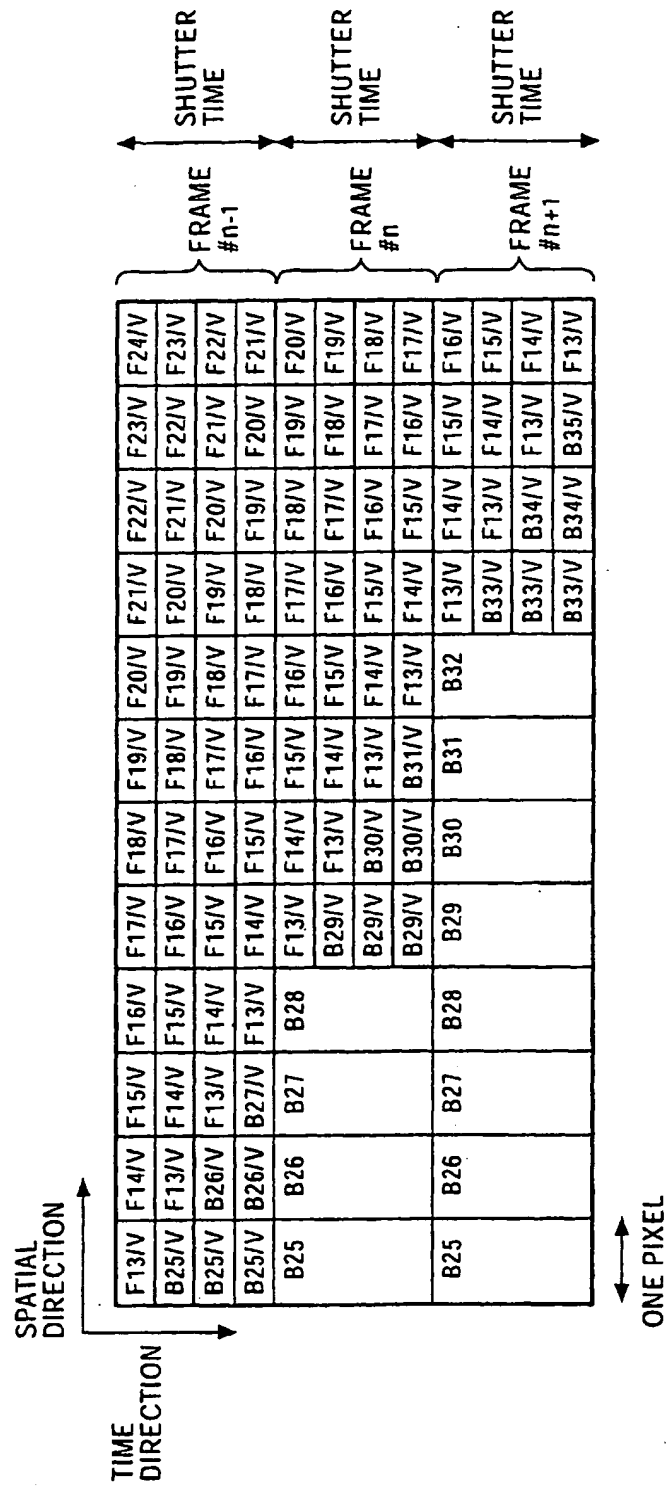 SPATIAL
DIRECTION
TIME
DIRECTION
F13/V F14/V F15/V F16/V F17/V F18/V F19/V F20/V F21/V F22/V F23/V F24/V
B25/V F13/V F14/V F15/V F16/V F17/V F18/V F19/V F20/V F21/V F22/V F23/V
B25/V B26/V F13/V F14/V F15/V F16/V F17/V F18/V F19/V F20/V F21/V F22/V
B25/V B26/V B27/V F13/V F14/V F15/V F16/V F17/V F18/V F19/V F20/V F21/V
FRAME
#n-1
SHUTTER
TIME
B25 B26 B27 B28 F13/V F14/V F15/V F16/V F17/V F18/V F19/V F20/V
B29/V F13/V F14/V F15/V F16/V F17/V F18/V F19/V
B29/V B30/V F13/V F14/V F15/V F16/V F17/V F18/V
B29/V B30/V B31/V F13/V F14/V F15/V F16/V F17/V
FRAME
#n
SHUTTER
TIME
B25 B26 B27 B28 B29 B30 B31 B32 F13/V F14/V F15/V F16/V
B33/V F13/V F14/V F15/V
B33/V B34/V F13/V F14/V
B33/V B34/V B35/V F13/V
FRAME
#n+1
SHUTTER
TIME
ONE PIXEL